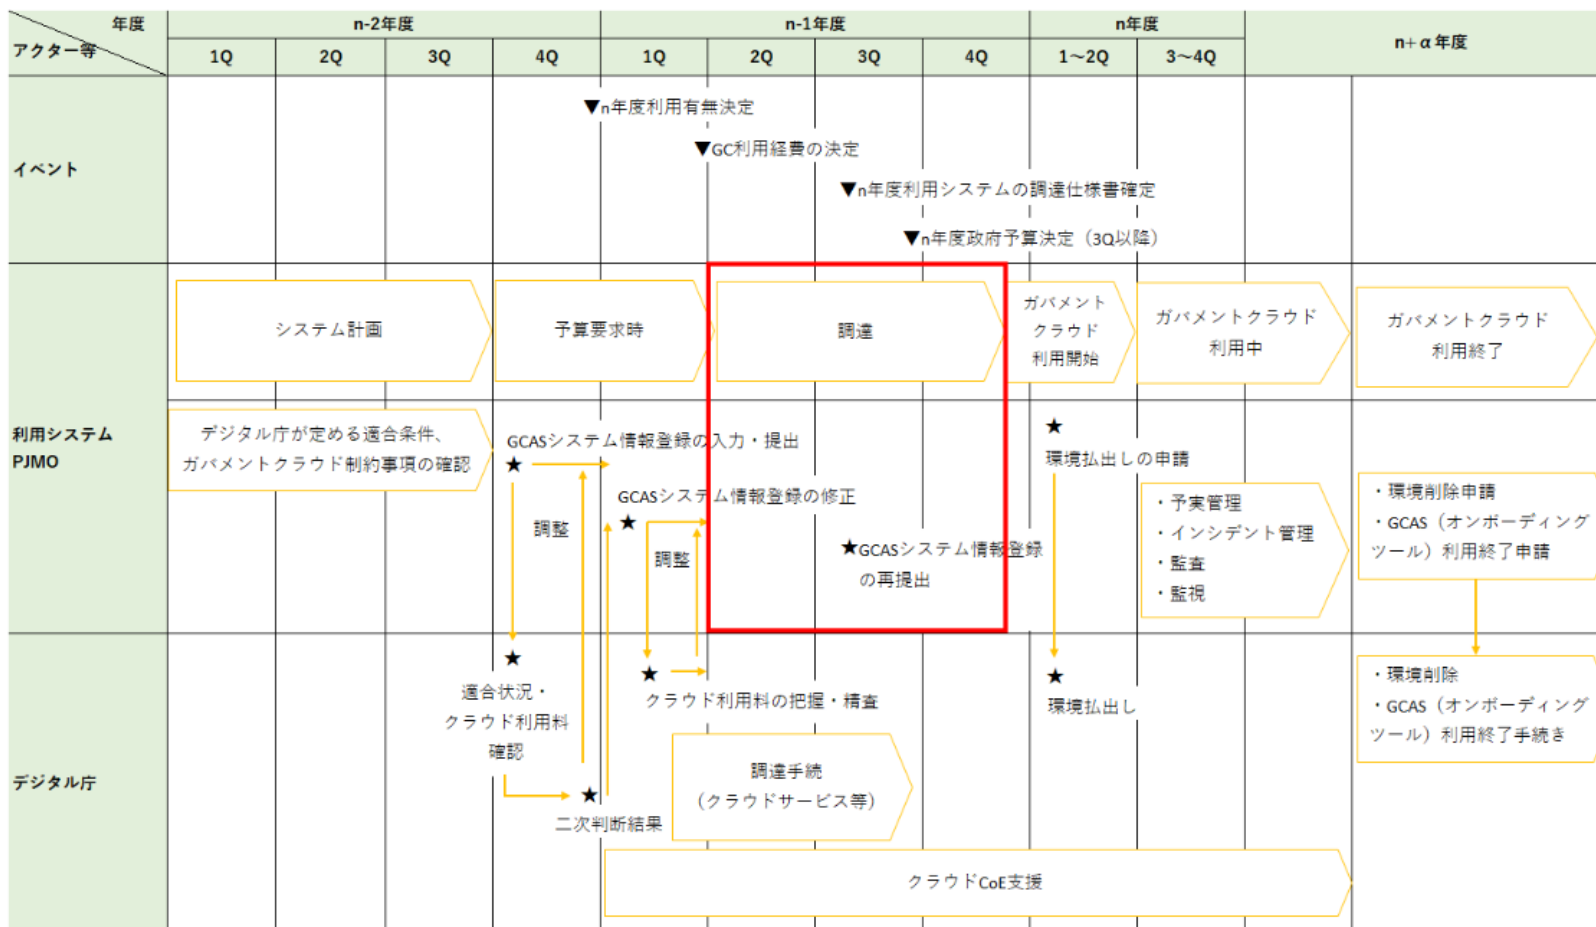 年度
アクター等
n-2年度
n-1年度
n年度
n+α年度
1Q
2Q
3Q
4Q
1Q
2Q
3Q
4Q
1～2Q
3～4Q
イベント
▼n年度利用有無決定
▼GC利用経費の決定
▼n年度利用システムの調達仕様書確定
▼n年度政府予算決定（3Q以降）
利用システム
PJMO
システム計画
予算要求時
調達
ガバメント
クラウド
利用開始
ガバメントクラウド
利用中
ガバメントクラウド
利用終了
デジタル庁が定める適合条件、
ガバメントクラウド制約事項の確認
GCASシステム情報登録の入力・提出
★
調整
GCASシステム情報登録の修正
★
調整
★GCASシステム情報登録
の再提出
★
環境払出しの申請
・予実管理
・インシデント管理
・監査
・監視
・環境削除申請
・GCAS（オンボーディング
ツール）利用終了申請
デジタル庁
★
適合状況・
クラウド利用料
確認
★
二次判断結果
★
クラウド利用料の把握・精査
調達手続
（クラウドサービス等）
★
環境払出し
・環境削除
・GCAS（オンボーディング
ツール）利用終了手続き
クラウドCoE支援